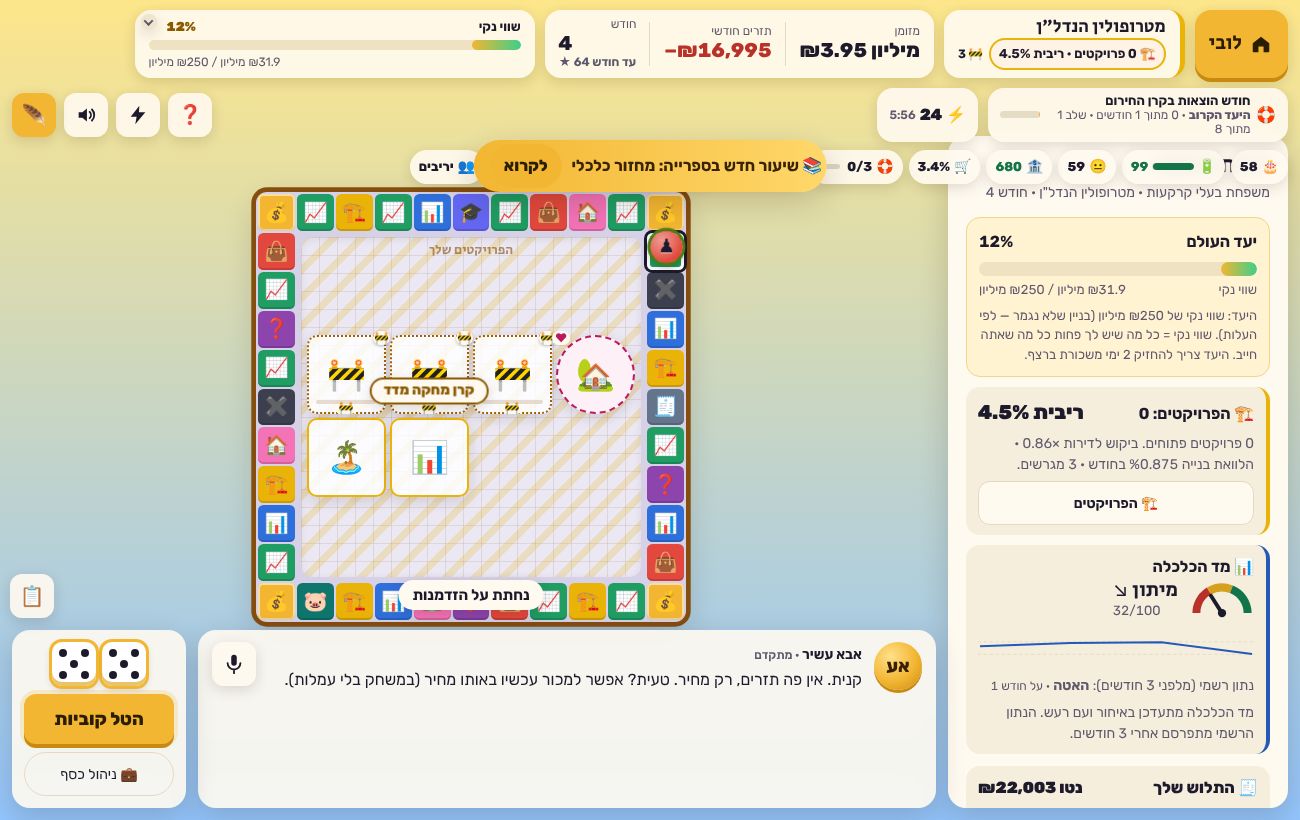 לובי
מטרופולין הנדל״ן
🏗️ 0 פרויקטים • ריבית 4.5%
🚧 3
מזומן
₪3.95 מיליון
תזרים חודשי
−₪16,995
חודש
4
עד חודש 64 ★
שווי נקי
12%
₪31.9 מיליון / ₪250 מיליון
חודש הוצאות בקרן החירום
היעד הקרוב • 0 מתוך 1 חודשים • שלב 1
מתוך 8
⚡ 24 5:56
58
99
59
680
3.4%
0/3
📚 שיעור חדש בספרייה: מחזור כלכלי
לקרוא
יריבים
משפחת בעלי קרקעות • מטרופולין הנדל"ן • חודש 4
יעד העולם
12%
שווי נקי
₪31.9 מיליון / ₪250 מיליון
היעד: שווי נקי של ₪250 מיליון (בניין שלא נגמר — לפי
העלות). שווי נקי = כל מה שיש לך פחות כל מה שאתה
חייב. היעד צריך להחזיק 2 ימי משכורת ברצף.
🏗️ הפרויקטים: 0
ריבית 4.5%
0 פרויקטים פתוחים. ביקוש לדירות ×0.86 •
הלוואת בנייה 0.875% בחודש • 3 מגרשים.
🏗️ הפרויקטים
📊 מד הכלכלה
מיתון ↘
32/100
נתון רשמי (מלפני 3 חודשים): האטה • על חודש 1
מד הכלכלה מתעדכן באיחור ועם רעש. הנתון
הרשמי מתפרסם אחרי 3 חודשים.
🧾 התלוש שלך
נטו ₪22,003
הפרויקטים שלך
קרן מחקה מדד
נחתת על הזדמנות
אע
אבא עשיר • מתקדם
קנית. אין פה תזרים, רק מחיר. טעית? אפשר למכור עכשיו באותו מחיר (במשחק בלי עמלות).
הטל קוביות
💼 ניהול כסף